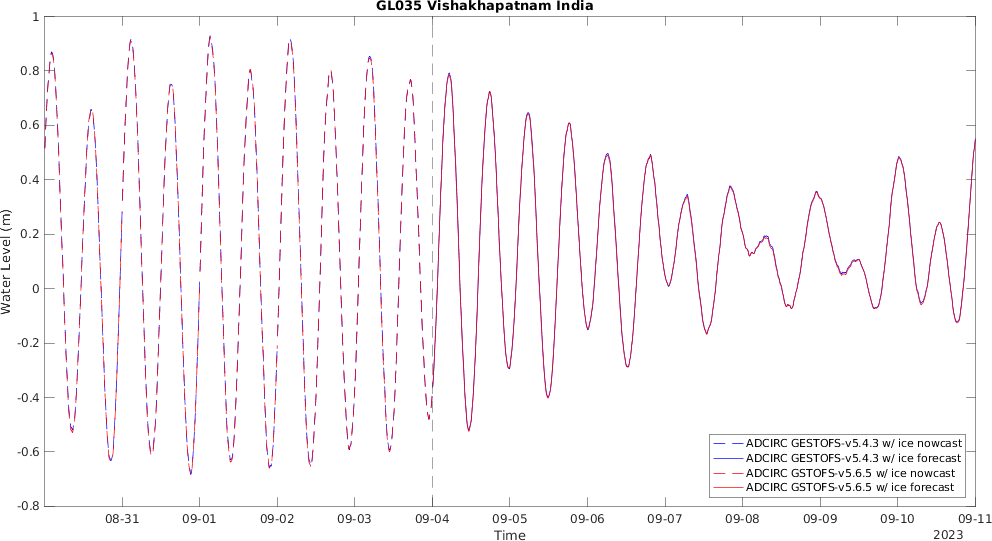 GL035 Vishakhapatnam India
1
0.8
0.6
0.4
0.2
0
-0.2
-0.4
-0.6
-0.8
Water Level (m)
ADCIRC GESTOFS-v5.4.3 w/ ice nowcast
ADCIRC GESTOFS-v5.4.3 w/ ice forecast
ADCIRC GSTOFS-v5.6.5 w/ ice nowcast
ADCIRC GSTOFS-v5.6.5 w/ ice forecast
08-31 09-01 09-02 09-03 09-04 09-05 09-06 09-07 09-08 09-09 09-10 09-11
Time
2023